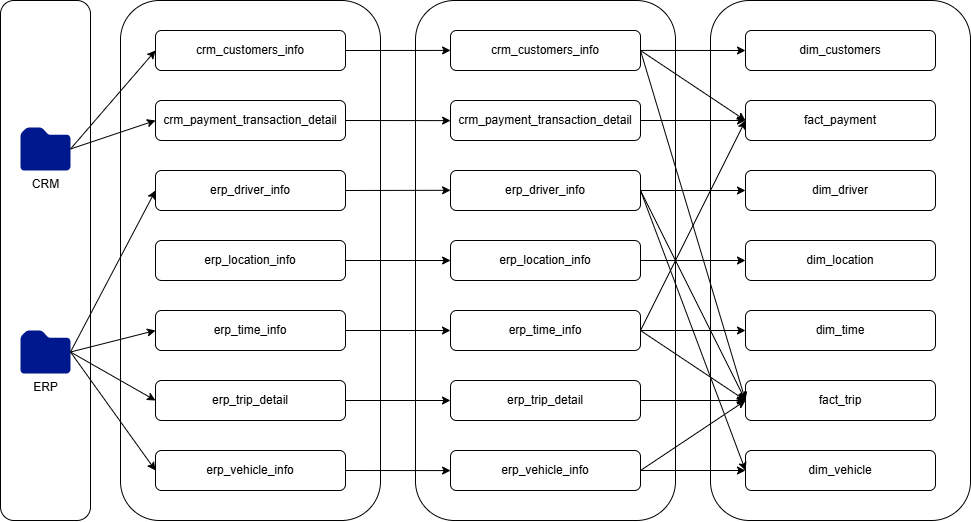 CRM
ERP
crm_customers_info
crm_payment_transaction_detail
erp_driver_info
erp_location_info
erp_time_info
erp_trip_detail
erp_vehicle_info
crm_customers_info
crm_payment_transaction_detail
erp_driver_info
erp_location_info
erp_time_info
erp_trip_detail
erp_vehicle_info
dim_customers
fact_payment
dim_driver
dim_location
dim_time
fact_trip
dim_vehicle